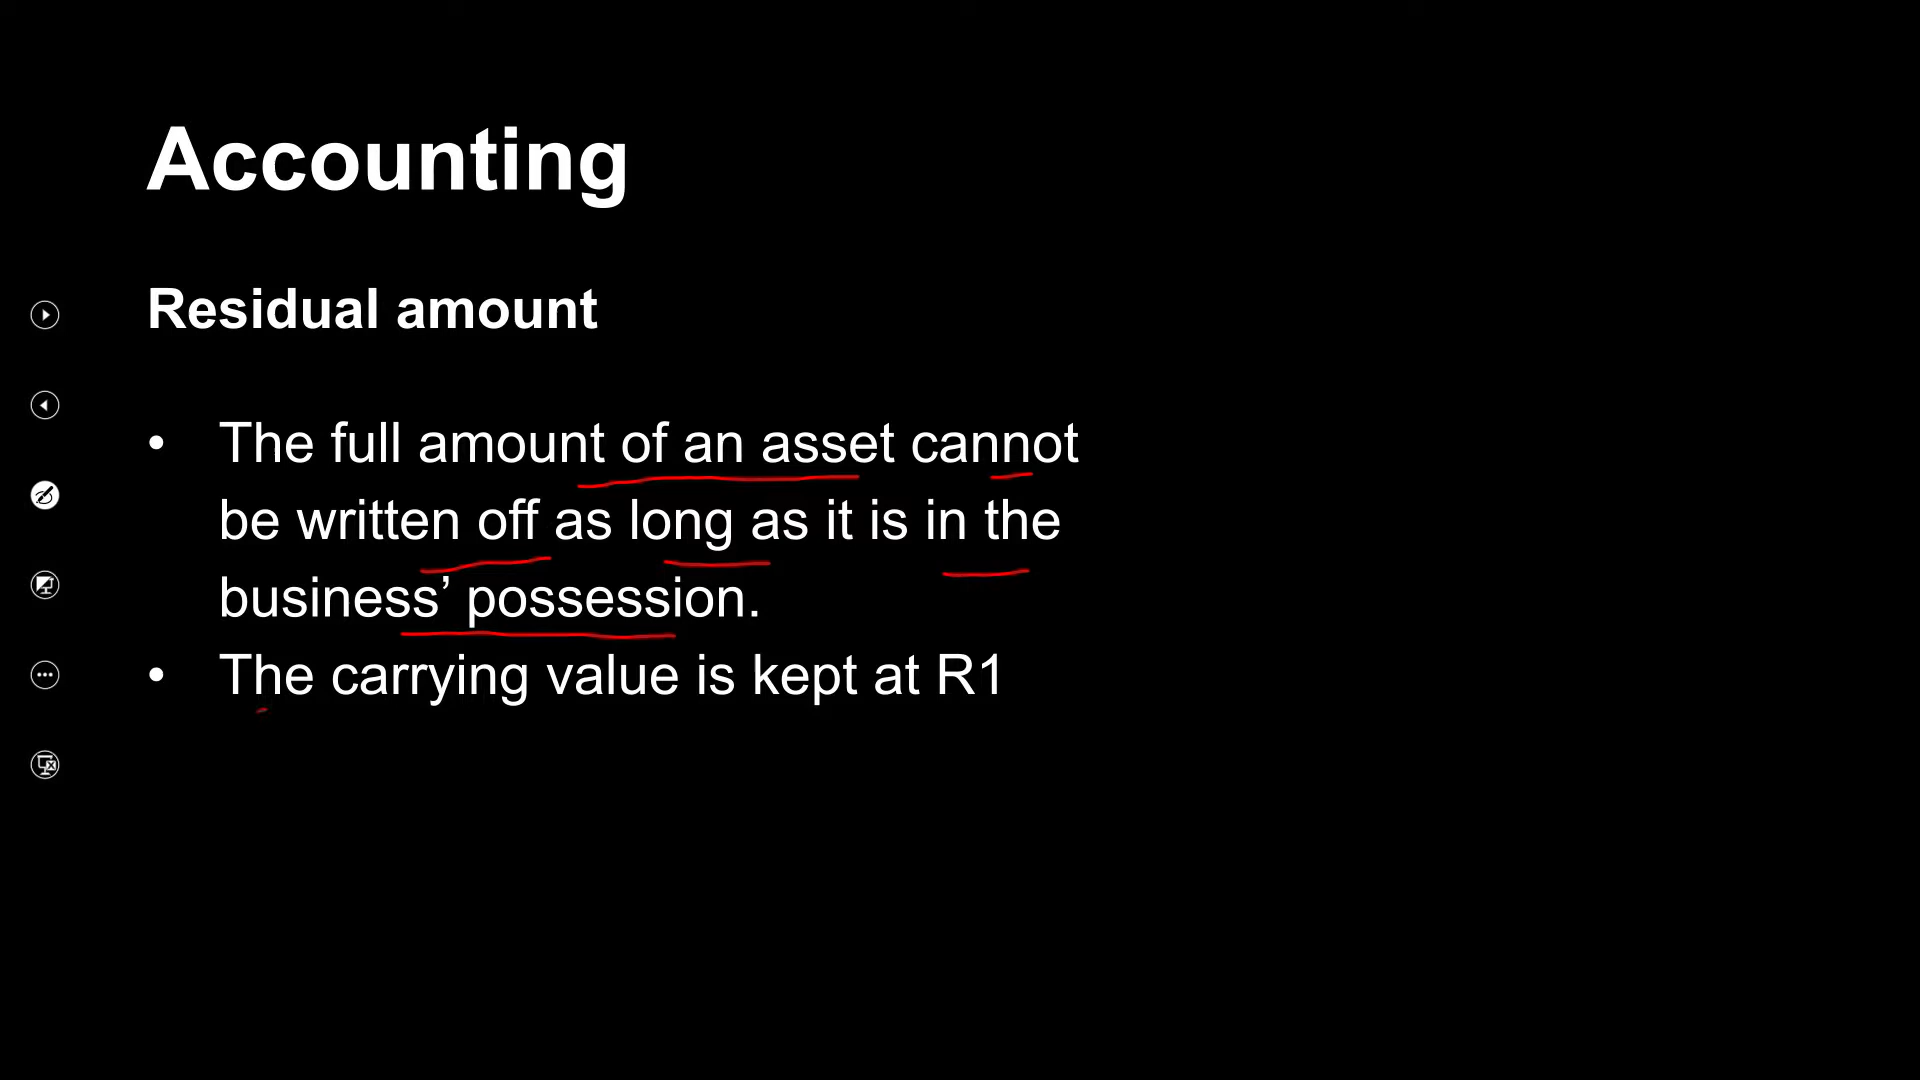 Accounting
Residual amount
• The full amount of an asset cannot
be written off as long as it is in the
business’ possession.
• The carrying value is kept at R1